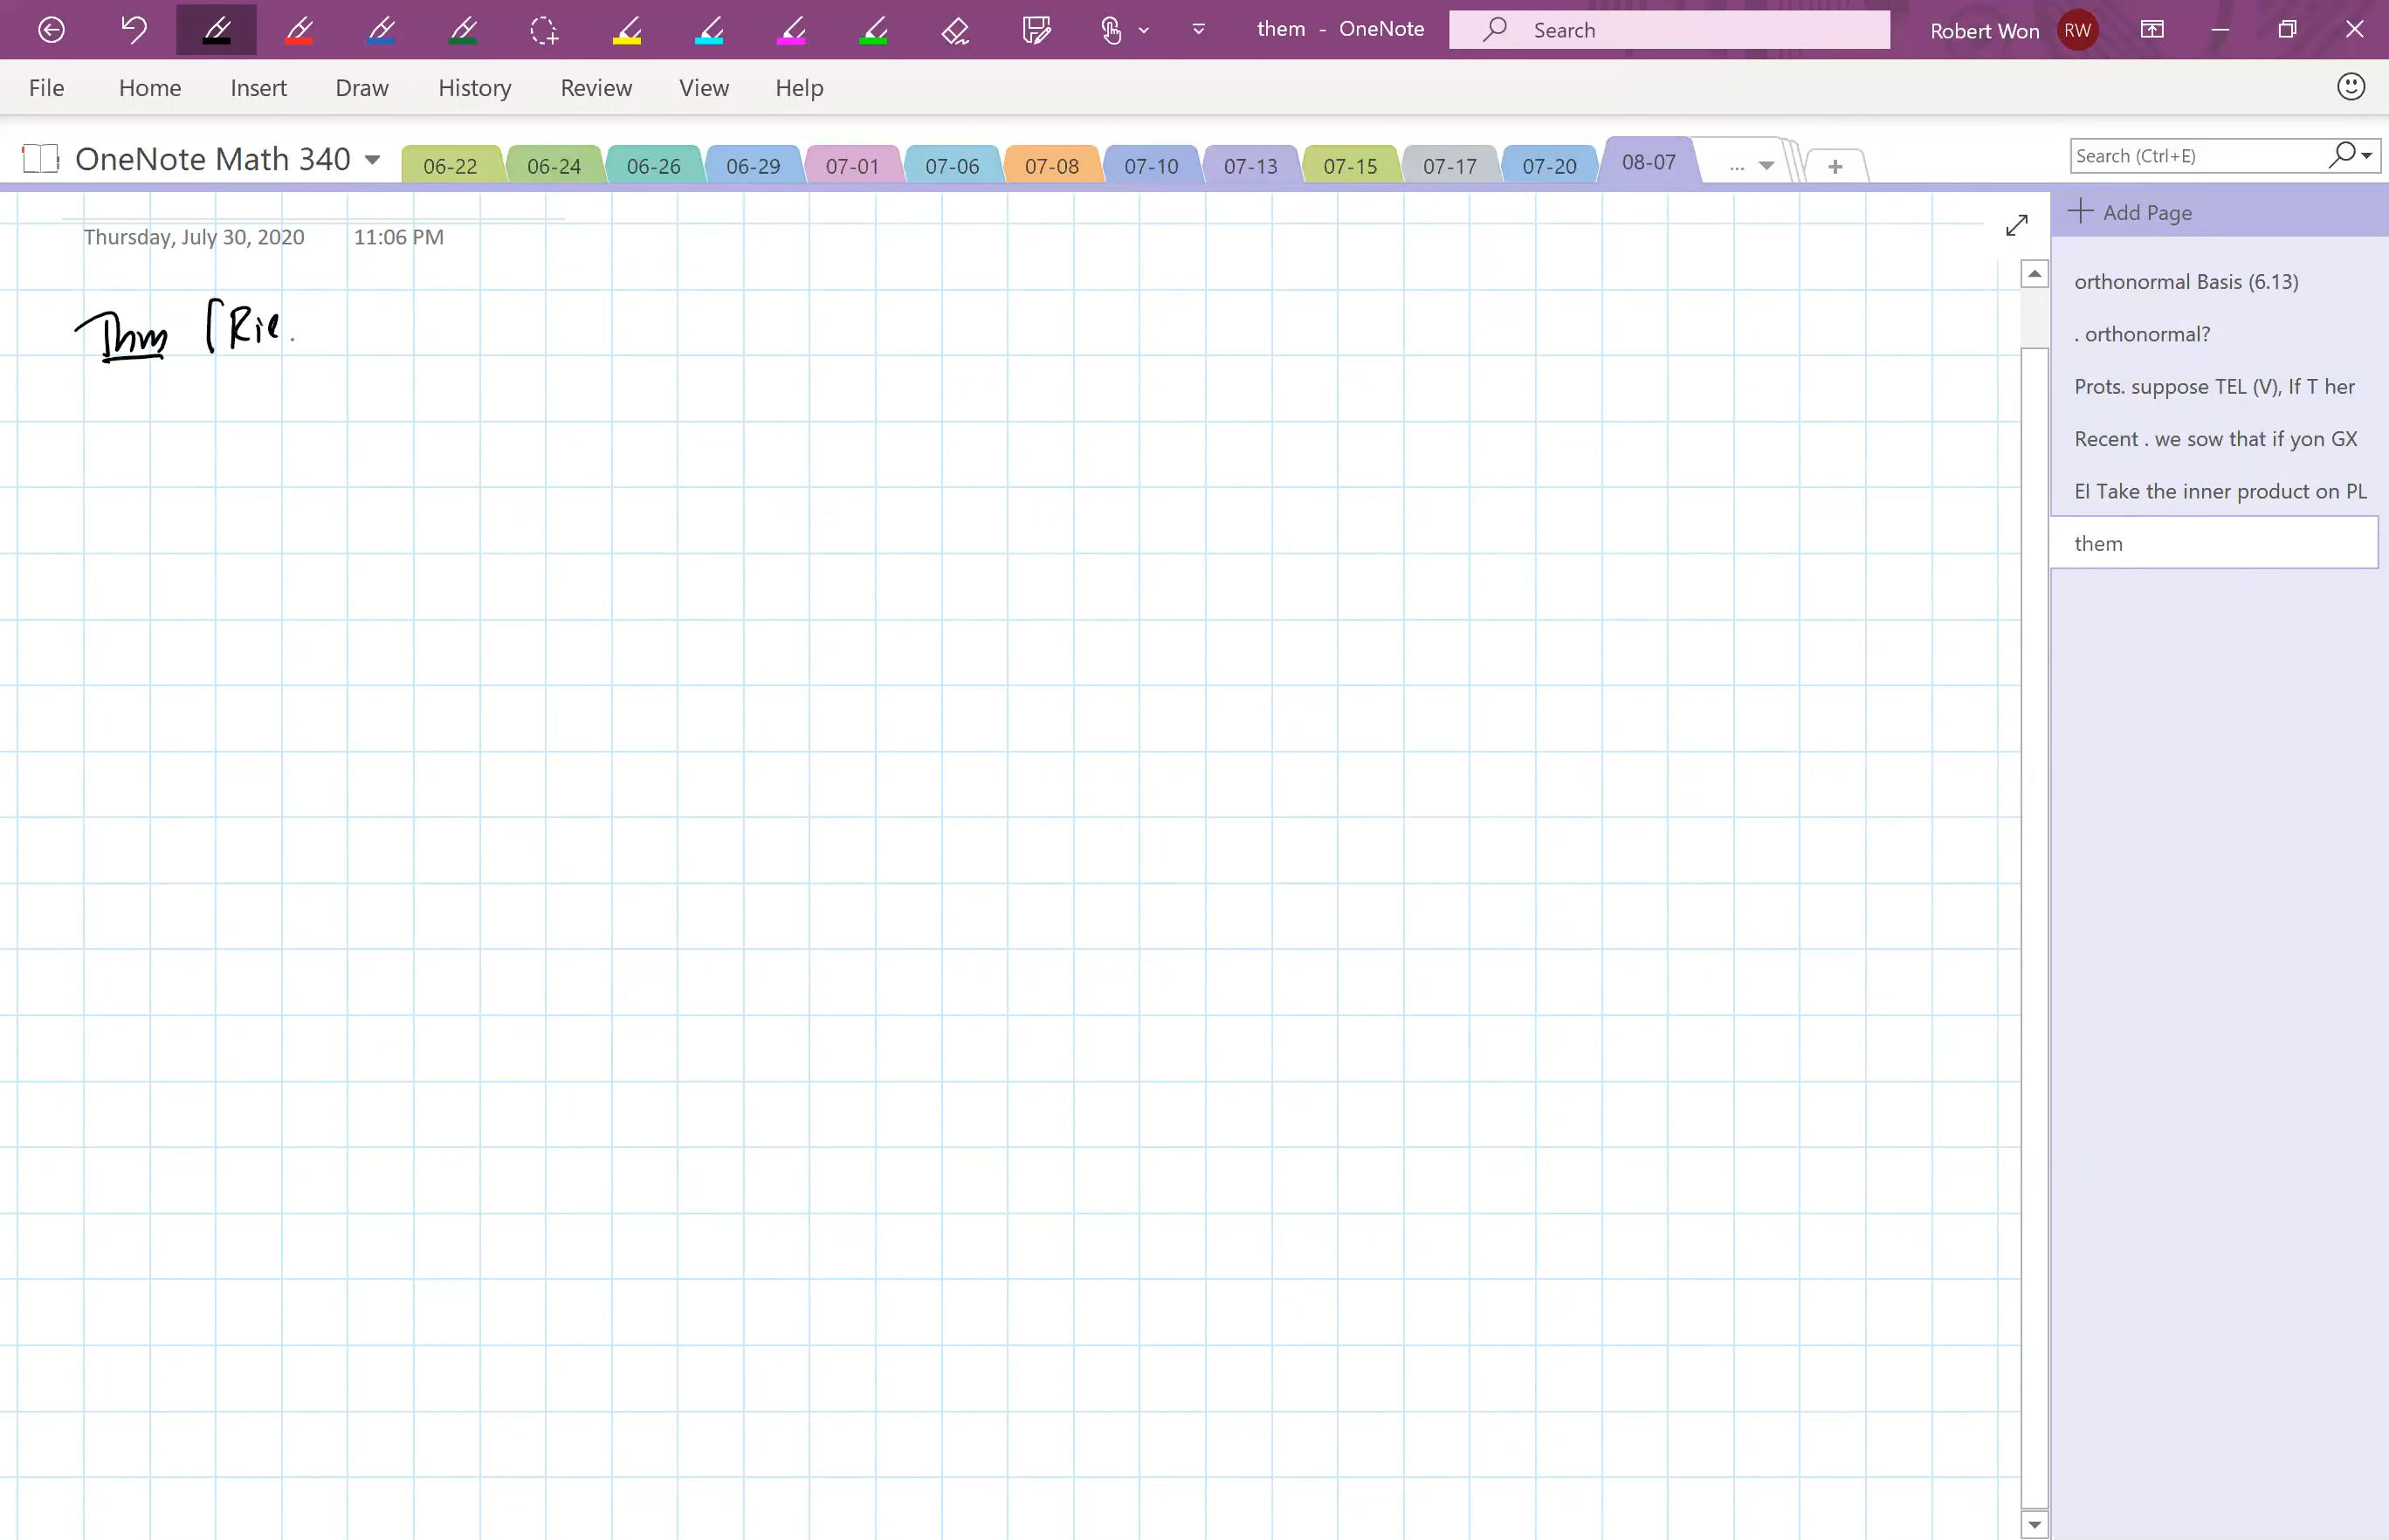 them - OneNote
Search
Robert Won
RW
File
Home
Insert
Draw
History
Review
View
Help
OneNote Math 340
06-22
06-24
06-26
06-29
07-01
07-06
07-08
07-10
07-13
07-15
07-17
07-20
08-07
...
+
Search (Ctrl+E)
Thursday, July 30, 2020 11:06 PM
Thm [Rie
Add Page
orthonormal Basis (6.13)
. orthonormal?
Prots. suppose TEL (V), If T her
Recent . we sow that if yon GX
El Take the inner product on PL
them